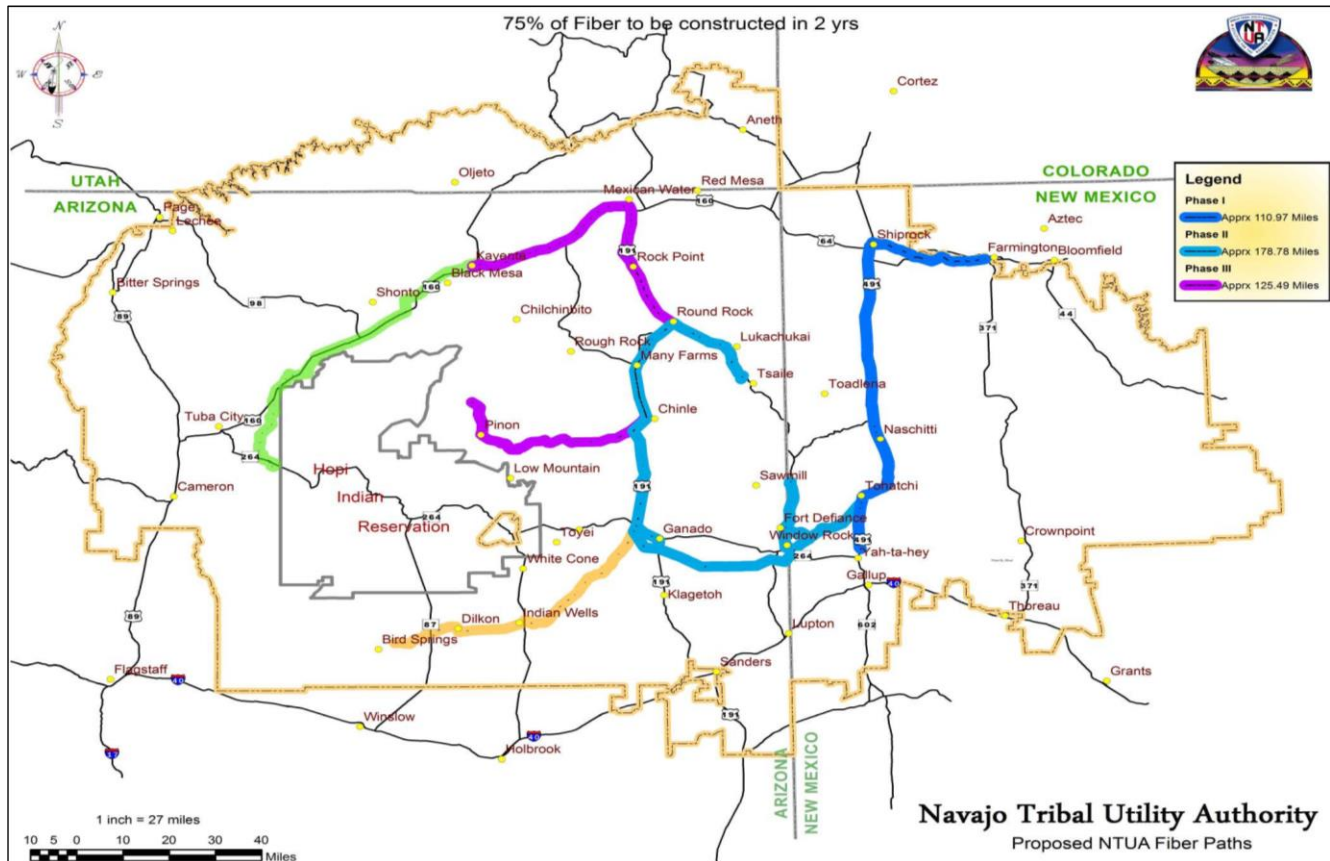 75% of Fiber to be constructed in 2 yrs
N
W
E
S
NTUA
Cortez
Aneth
Oljeto
UTAH
ARIZONA
Mexican Water
Red Mesa
160
COLORADO
NEW MEXICO
Legend
Phase I
Apprx 110.97 Miles
Phase II
Apprx 178.78 Miles
Phase III
Apprx 125.49 Miles
Page
Lechee
Aztec
Shiprock
64
Farmington
Bloomfield
191
Rock Point
Kayenta
Black Mesa
160
Bitter Springs
Shonto
98
89
491
371
44
Chilchinbito
Round Rock
Rough Rock
Lukachukai
Many Farms
Tsaile
Toadlena
Tuba City
160
Chinle
Pinon
Naschitti
264
Hopi
Indian
Reservation
Low Mountain
Sawmill
191
Tohatchi
Cameron
264
Toyei
Ganado
Fort Defiance
Window Rock
264
491
Yah-ta-hey
Crownpoint
White Cone
191
Klagetoh
Gallup
40
371
Thoreau
89
87
Dilkon
Indian Wells
Bird Springs
Lupton
602
Flagstaff
40
Sanders
Grants
191
Winslow
Holbrook
40
17
ARIZONA
NEW MEXICO
1 inch = 27 miles
10 5 0 10 20 30 40
Miles
Navajo Tribal Utility Authority
Proposed NTUA Fiber Paths